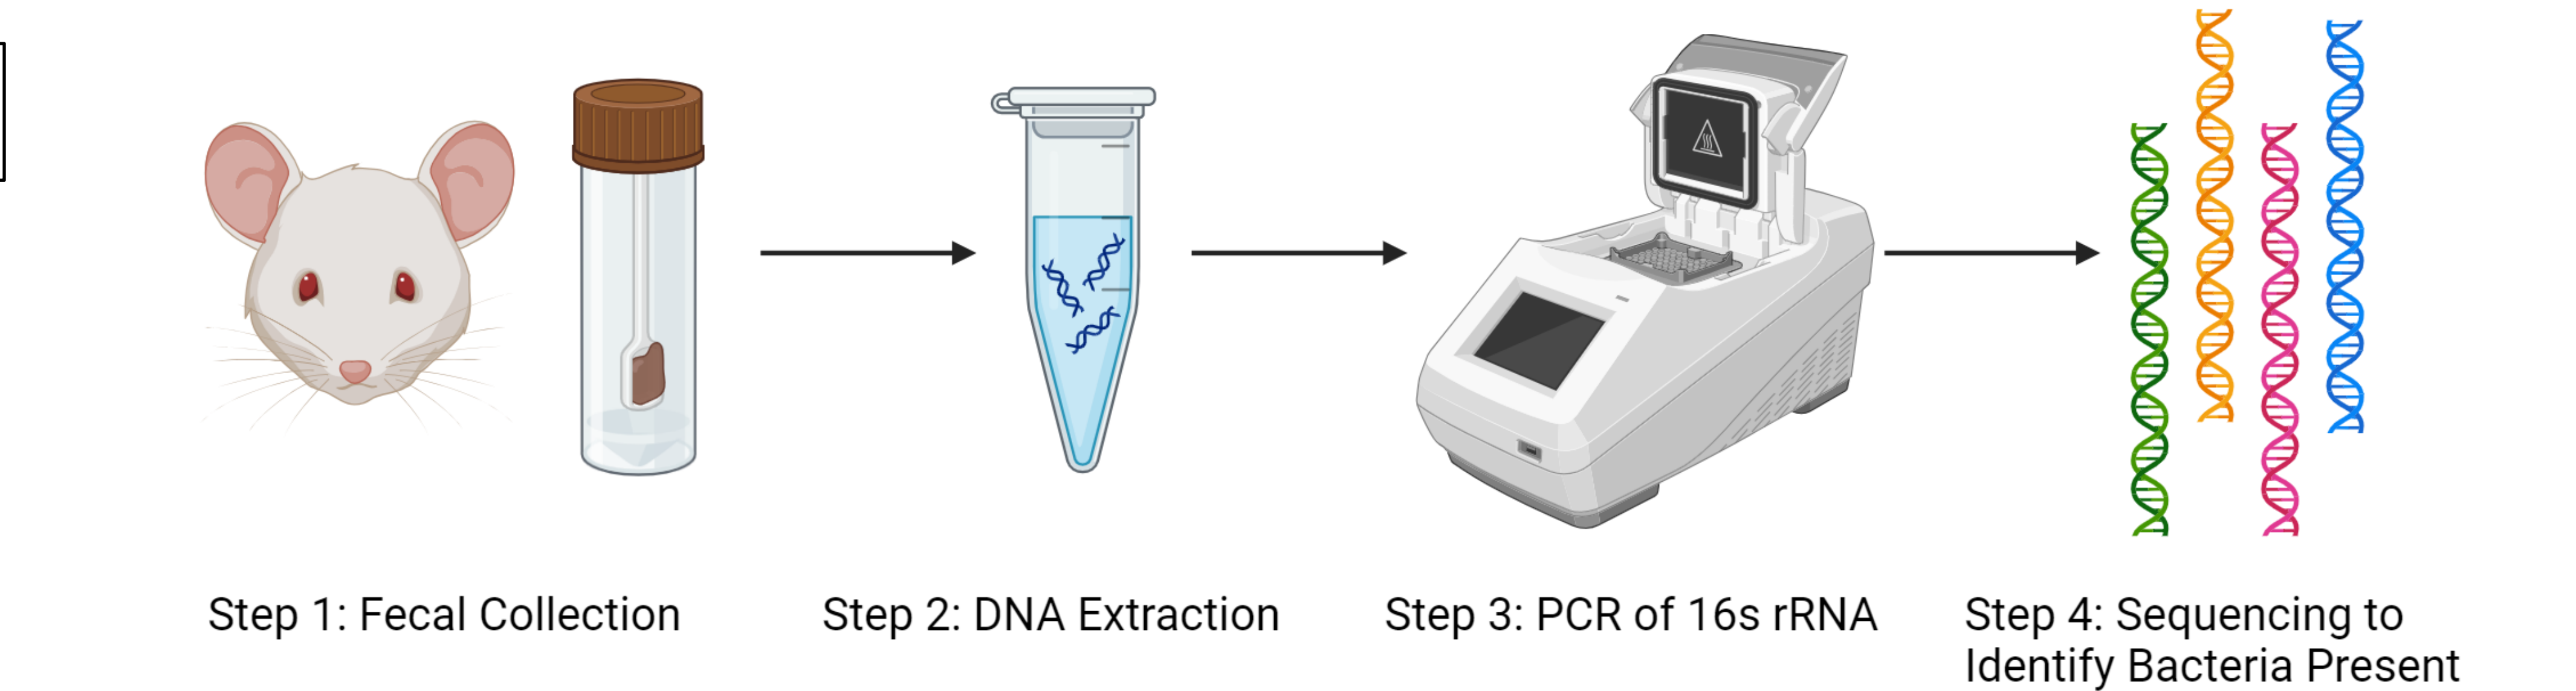 Step 1: Fecal Collection
Step 2: DNA Extraction
Step 3: PCR of 16s rRNA
Step 4: Sequencing to
Identify Bacteria Present